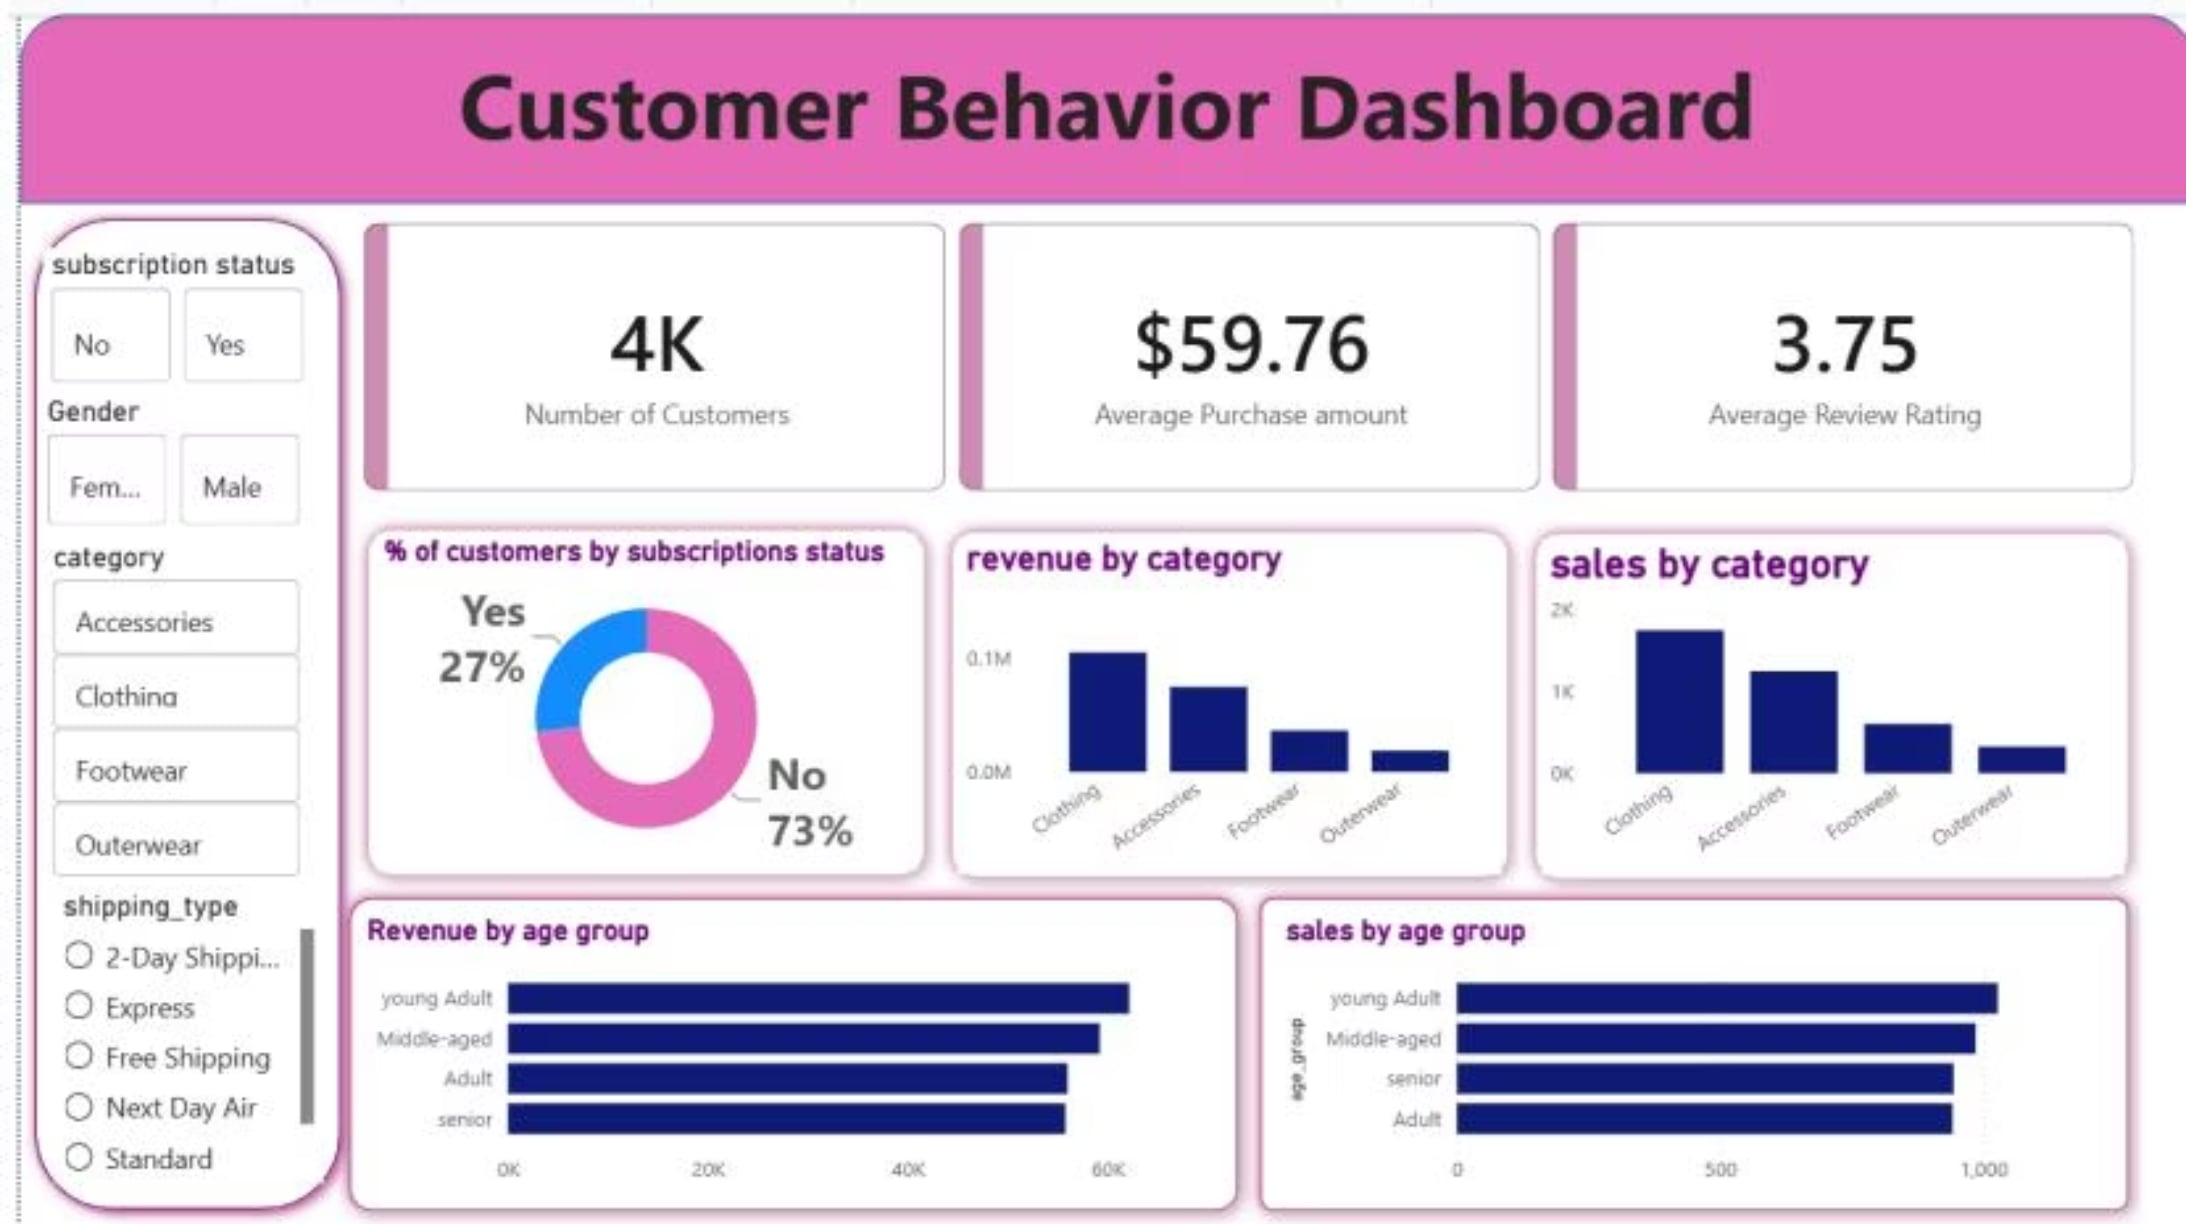 Customer Behavior Dashboard
subscription status
No
Yes
Gender
Fem...
Male
category
Accessories
Clothing
Footwear
Outerwear
shipping_type
2-Day Shippi...
Express
Free Shipping
Next Day Air
Standard
4K
Number of Customers
$59.76
Average Purchase amount
3.75
Average Review Rating
% of customers by subscriptions status
Yes
27%
No
73%
revenue by category
0.1M
0.0M
Clothing
Accessories
Footwear
Outerwear
sales by category
2K
1K
0K
Clothing
Accessories
Footwear
Outerwear
Revenue by age group
young Adult
Middle-aged
Adult
senior
0K
20K
40K
60K
sales by age group
age_group
young Adult
Middle-aged
senior
Adult
0
500
1,000